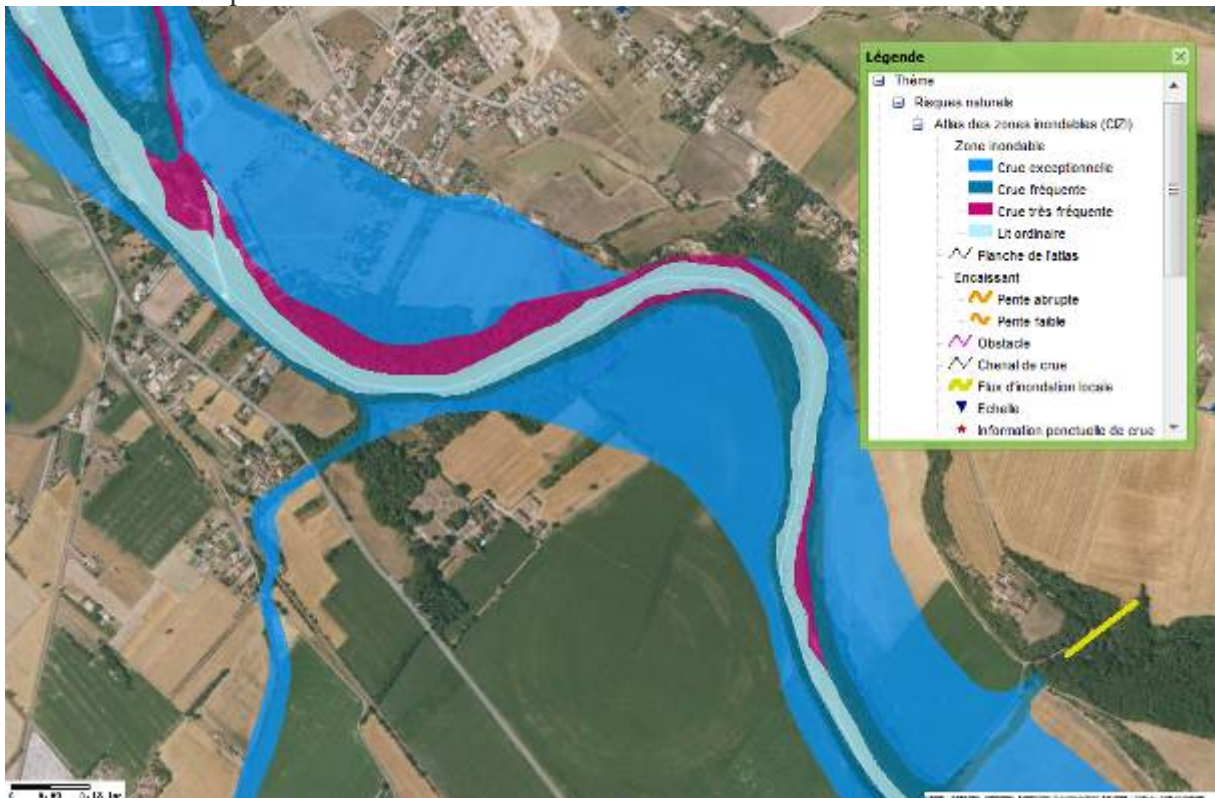 Légende
Thème
Risques naturels
Atlas des zones inondables (CIZI)
Zone inondable
Crue exceptionnelle
Crue fréquente
Crue très fréquente
Lit ordinaire
Planche de l'atlas
Encaissant
Pente abrupte
Pente faible
Obstacle
Chenal de crue
Flux d'inondation locale
Echelle
Information ponctuelle de crue